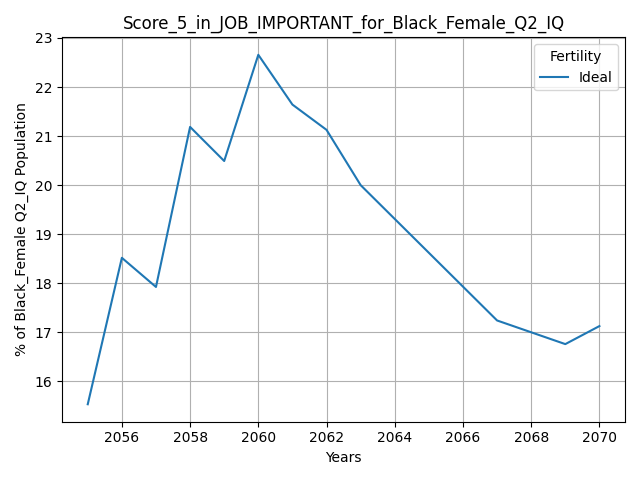 Score_5_in_JOB_IMPORTANT_for_Black_Female_Q2_IQ
Fertility
Ideal
% of Black_Female Q2_IQ Population
23
22
21
20
19
18
17
16
2056 2058 2060 2062 2064 2066 2068 2070
Years